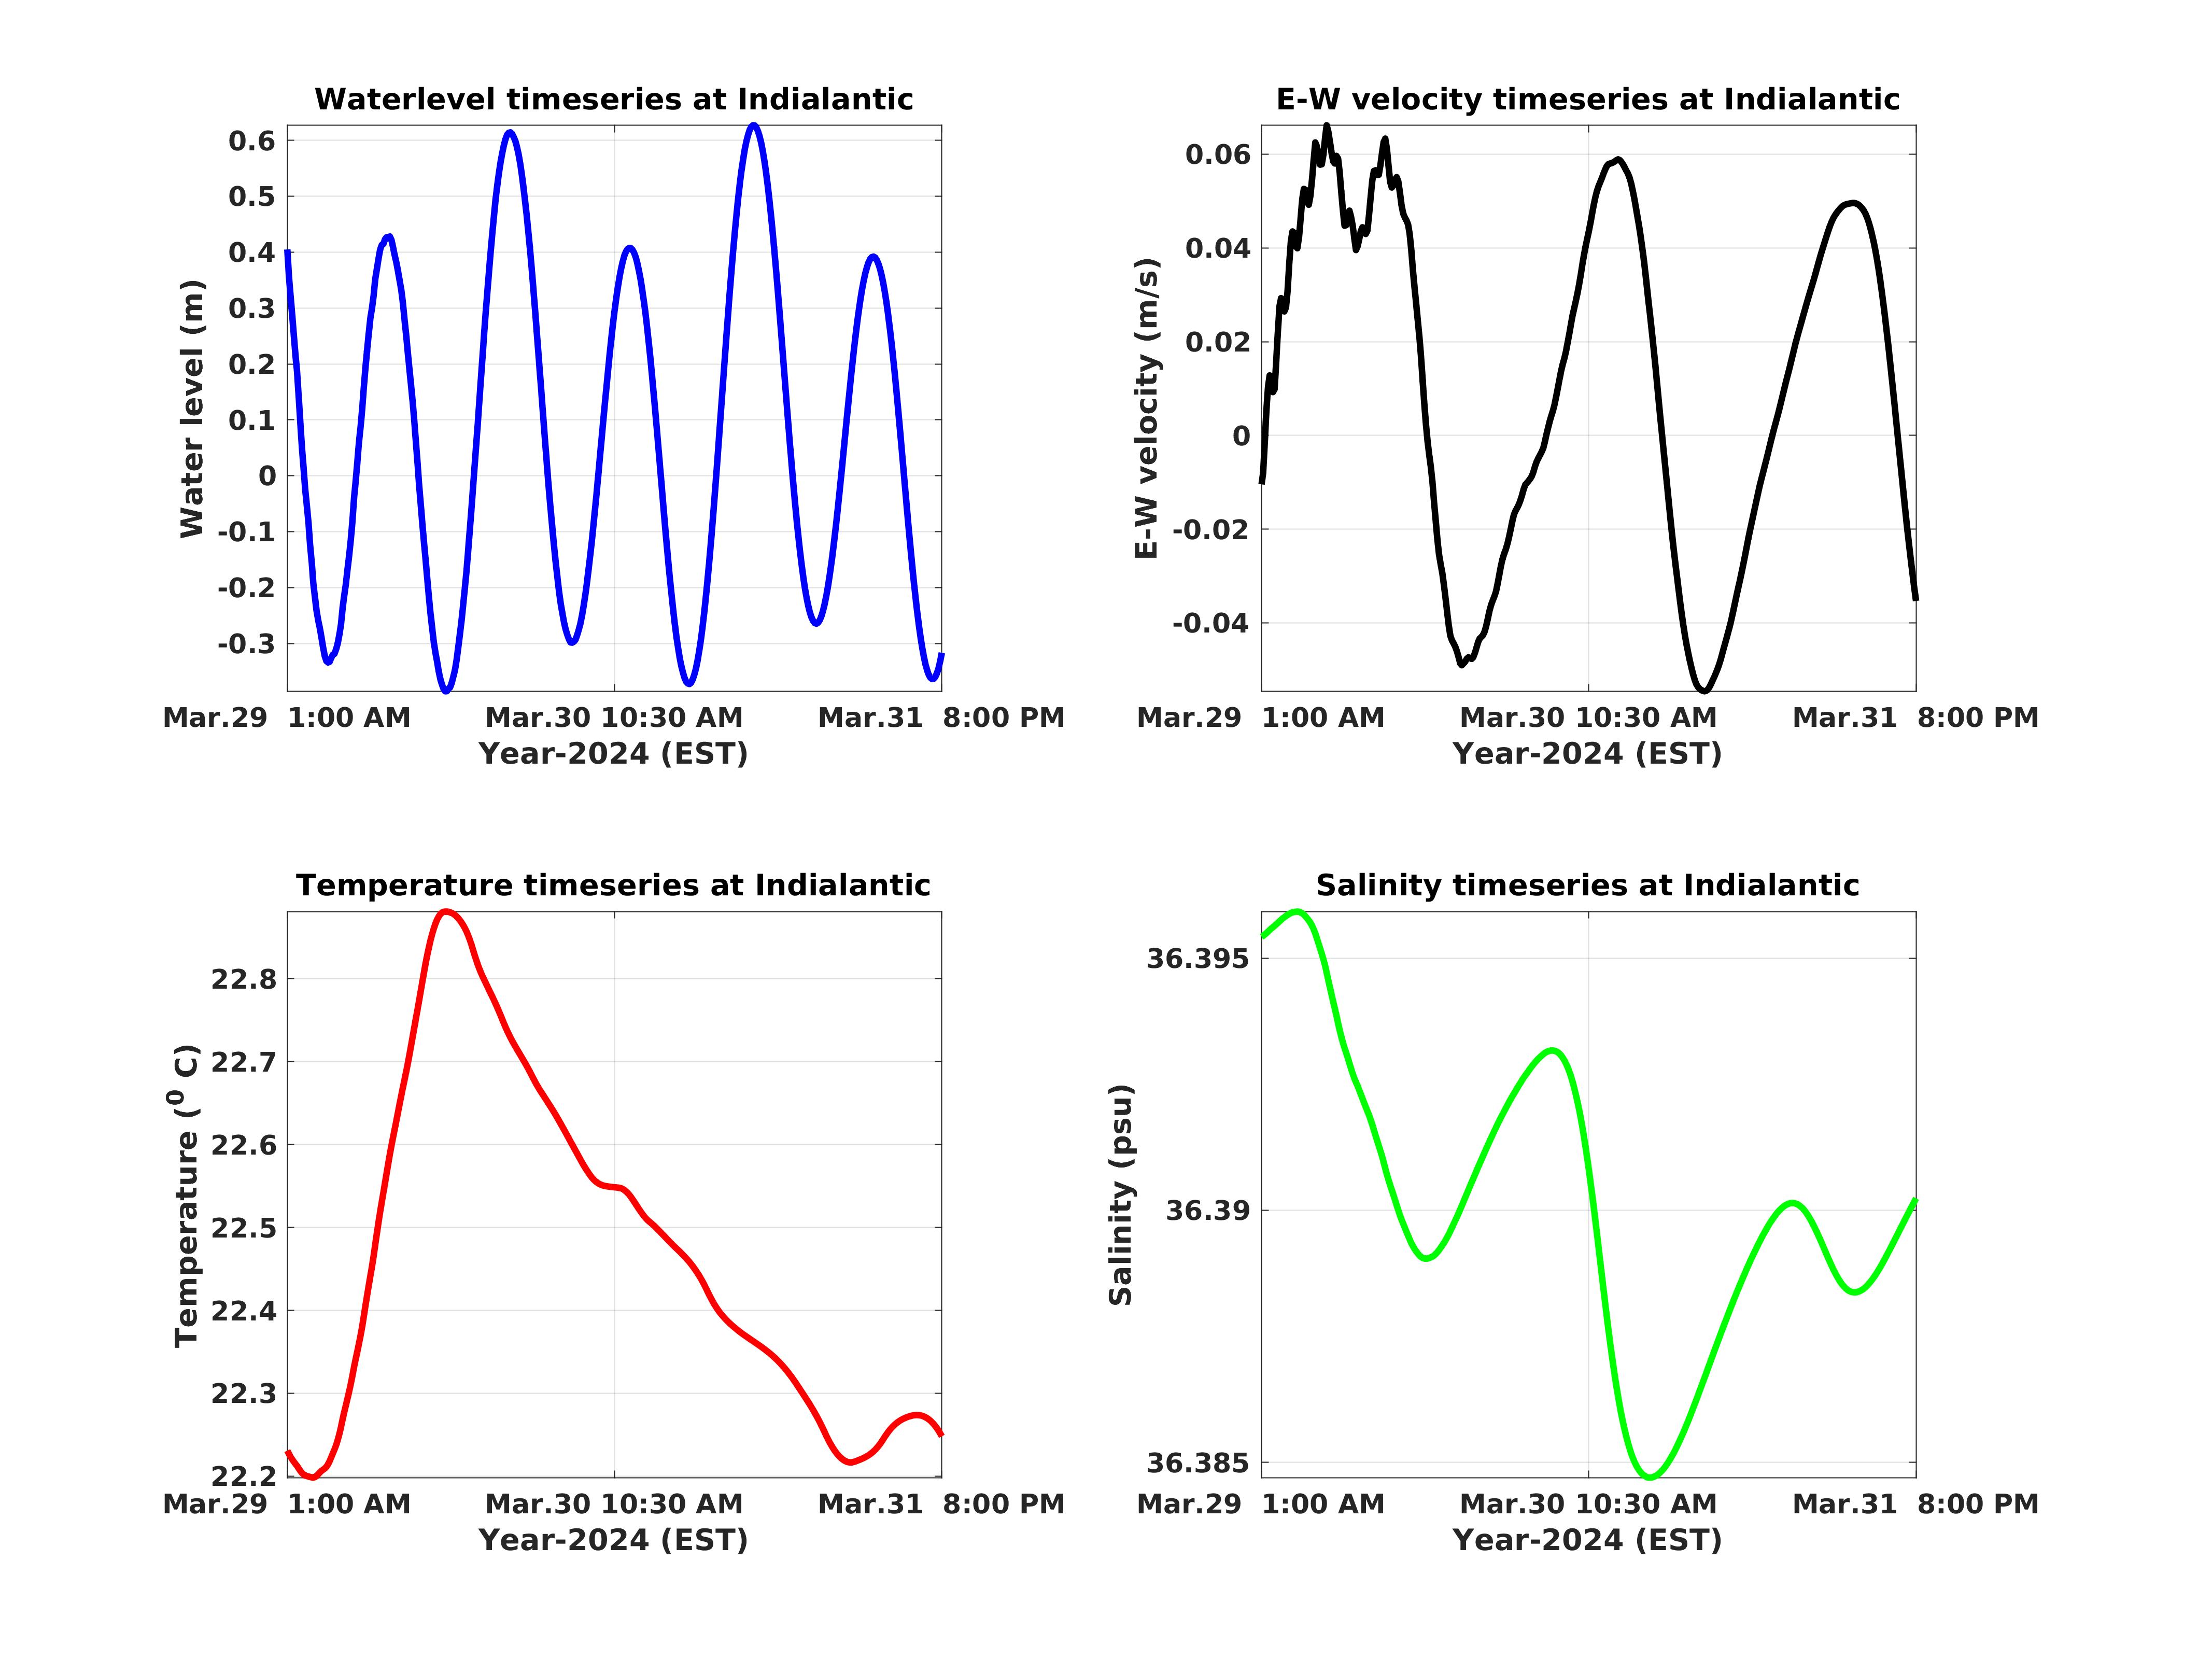 Waterlevel timeseries at Indialantic
Water level (m)
0.6
0.5
0.4
0.3
0.2
0.1
0
-0.1
-0.2
-0.3
Mar.29 1:00 AM Mar.30 10:30 AM Mar.31 8:00 PM
Year-2024 (EST)
E-W velocity timeseries at Indialantic
E-W velocity (m/s)
0.06
0.04
0.02
0
-0.02
-0.04
Mar.29 1:00 AM Mar.30 10:30 AM Mar.31 8:00 PM
Year-2024 (EST)
Temperature timeseries at Indialantic
Temperature (⁰ C)
22.8
22.7
22.6
22.5
22.4
22.3
22.2
Mar.29 1:00 AM Mar.30 10:30 AM Mar.31 8:00 PM
Year-2024 (EST)
Salinity timeseries at Indialantic
Salinity (psu)
36.395
36.39
36.385
Mar.29 1:00 AM Mar.30 10:30 AM Mar.31 8:00 PM
Year-2024 (EST)